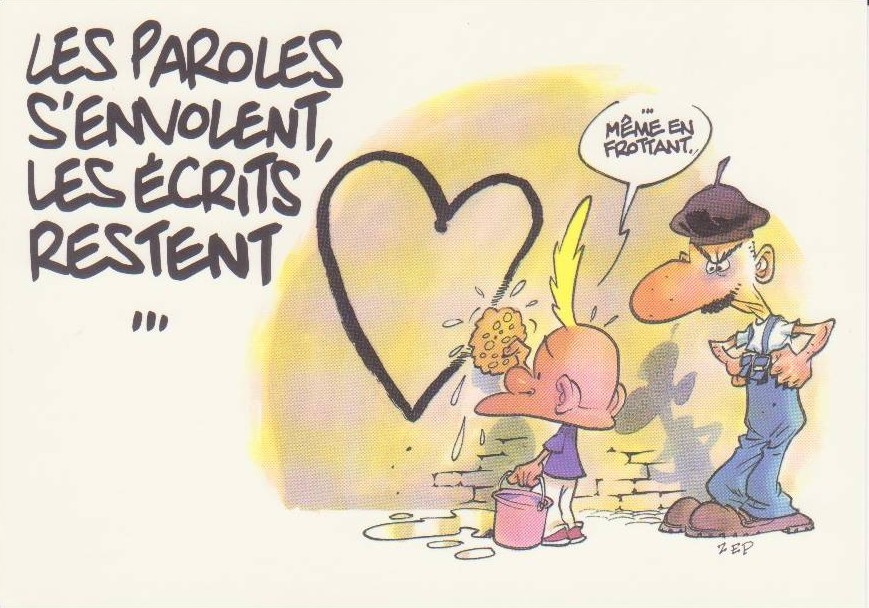 LES PAROLES
S'ENVOLENT,
LES ÉCRITS
RESTENT
...
...
MÊME EN
FROTTANT...
ZEP